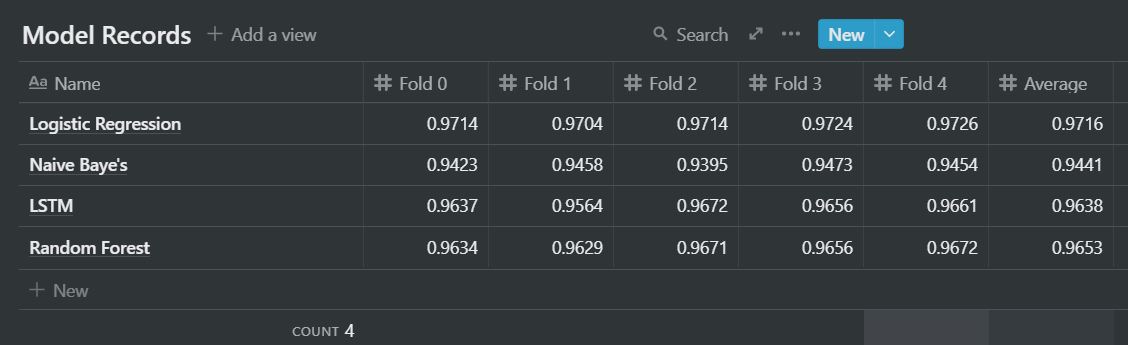 Model Records + Add a view Search New
Aa Name # Fold 0 # Fold 1 # Fold 2 # Fold 3 # Fold 4 # Average
Logistic Regression 0.9714 0.9704 0.9714 0.9724 0.9726 0.9716
Naive Baye's 0.9423 0.9458 0.9395 0.9473 0.9454 0.9441
LSTM 0.9637 0.9564 0.9672 0.9656 0.9661 0.9638
Random Forest 0.9634 0.9629 0.9671 0.9656 0.9672 0.9653
+ New
COUNT 4